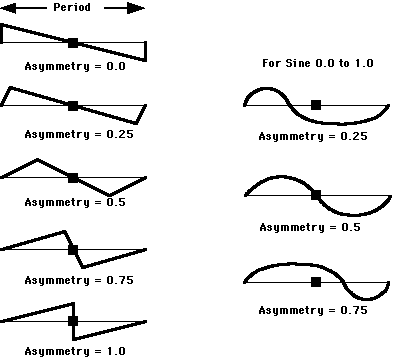 Period
Asymmetry = 0.0
Asymmetry = 0.25
Asymmetry = 0.5
Asymmetry = 0.75
Asymmetry = 1.0
For Sine 0.0 to 1.0
Asymmetry = 0.25
Asymmetry = 0.5
Asymmetry = 0.75